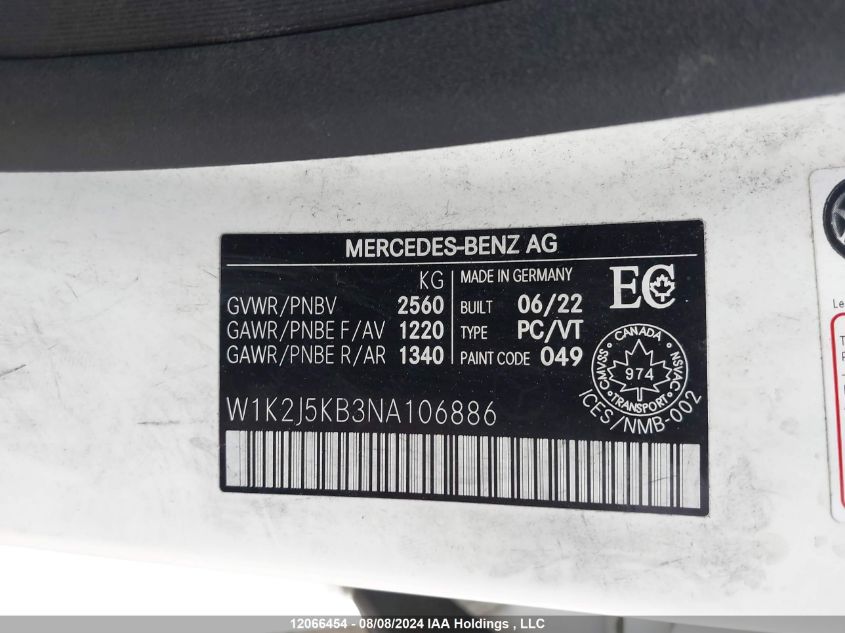 MERCEDES-BENZ AG
KG
GVWR/PNBV 2560
GAWR/PNBE F/AV 1220
GAWR/PNBE R/AR 1340
MADE IN GERMANY
BUILT 06/22
TYPE PC/VT
PAINT CODE 049
EC
CANADA
CMVSS
NSVAC
974
TRANSPORT
ICES/NMB-002
W1K2J5KB3NA106886
Le
12066454 - 08/08/2024 IAA Holdings, LLC.